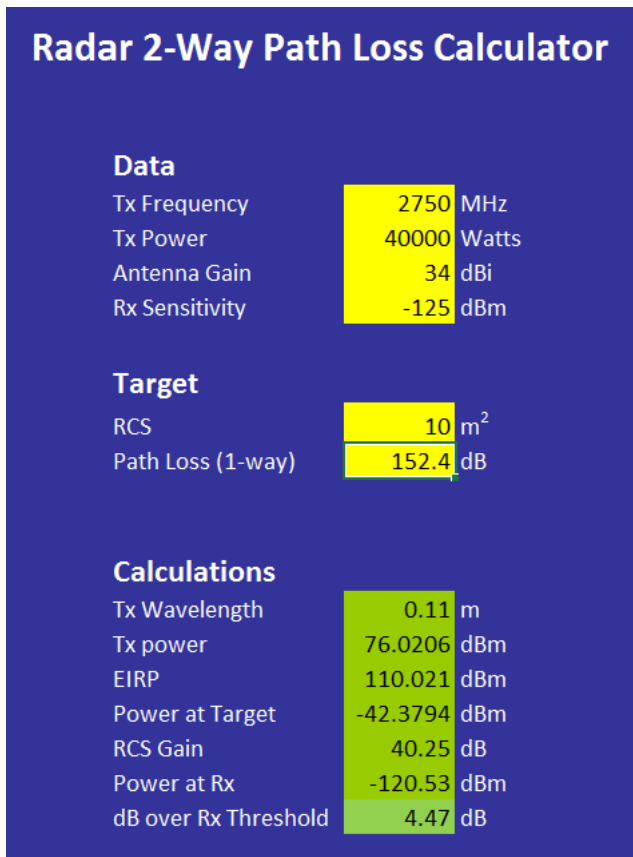 Radar 2-Way Path Loss Calculator
Data
Tx Frequency 2750 MHz
Tx Power 40000 Watts
Antenna Gain 34 dBi
Rx Sensitivity -125 dBm
Target
RCS 10 m²
Path Loss (1-way) 152.4 dB
Calculations
Tx Wavelength 0.11 m
Tx power 76.0206 dBm
EIRP 110.021 dBm
Power at Target -42.3794 dBm
RCS Gain 40.25 dB
Power at Rx -120.53 dBm
dB over Rx Threshold 4.47 dB